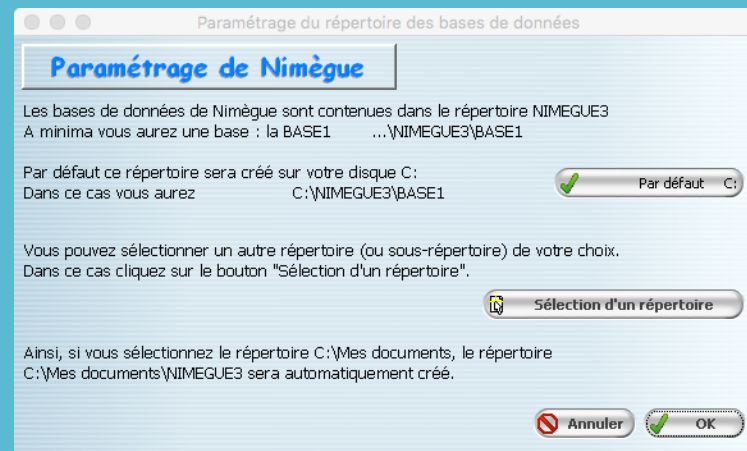 Paramétrage du répertoire des bases de données
Paramétrage de Nimègue
Les bases de données de Nimègue sont contenues dans le répertoire NIMEGUE3
A minima vous aurez une base : la BASE1 ...\NIMEGUE3\BASE1
Par défaut ce répertoire sera créé sur votre disque C:
Dans ce cas vous aurez C:\NIMEGUE3\BASE1
Par défaut C:
Vous pouvez sélectionner un autre répertoire (ou sous-répertoire) de votre choix.
Dans ce cas cliquez sur le bouton "Sélection d'un répertoire".
Sélection d'un répertoire
Ainsi, si vous sélectionnez le répertoire C:\Mes documents, le répertoire
C:\Mes documents\NIMEGUE3 sera automatiquement créé.
Annuler OK